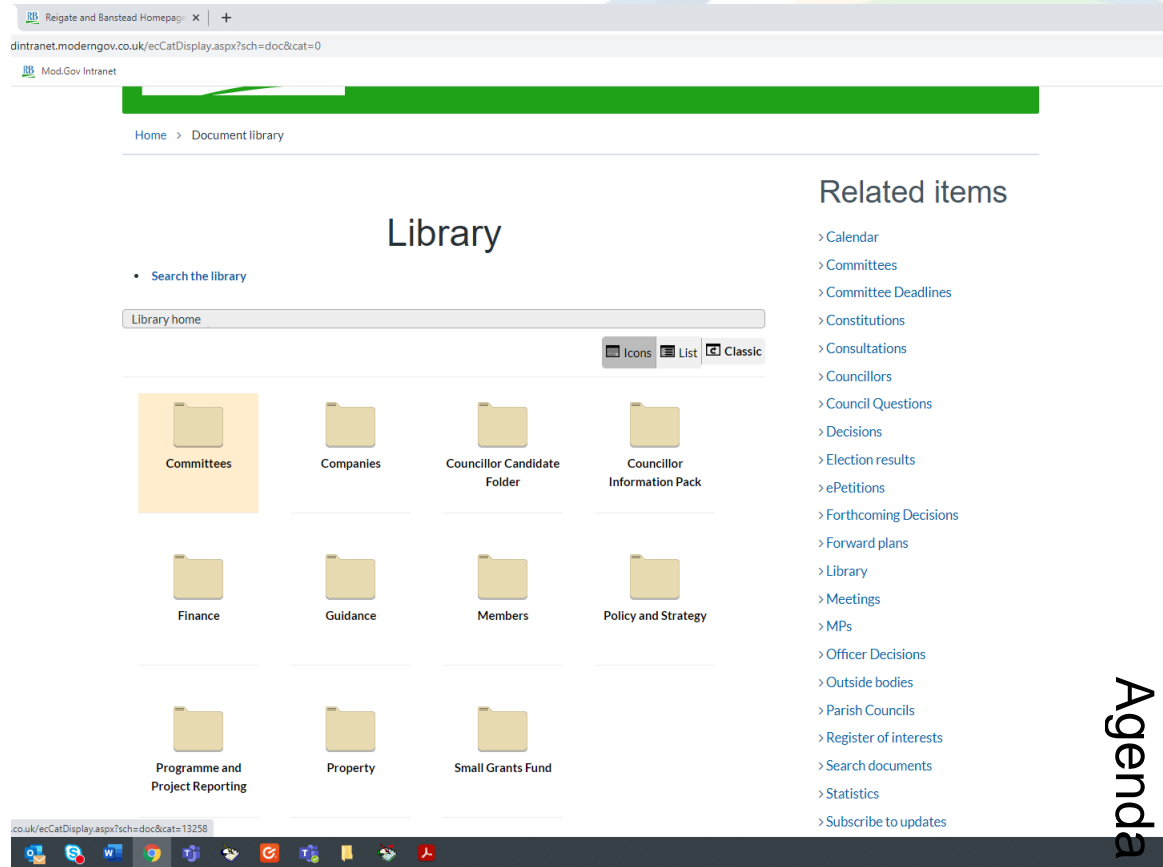 RB Reigate and Banstead Homepage
dintranet.moderngov.co.uk/ecCatDisplay.aspx?sch=doc&cat=0
RB Mod.Gov Intranet
Home > Document library
Library
• Search the library
Library home
Icons List Classic
Committees
Companies
Councillor Candidate
Folder
Councillor
Information Pack
Finance
Guidance
Members
Policy and Strategy
Programme and
Project Reporting
Property
Small Grants Fund
Related items
> Calendar
> Committees
> Committee Deadlines
> Constitutions
> Consultations
> Councillors
> Council Questions
> Decisions
> Election results
> ePetitions
> Forthcoming Decisions
> Forward plans
> Library
> Meetings
> MPs
> Officer Decisions
> Outside bodies
> Parish Councils
> Register of interests
> Search documents
> Statistics
> Subscribe to updates
.co.uk/ecCatDisplay.aspx?sch=doc&cat=13258
Agenda